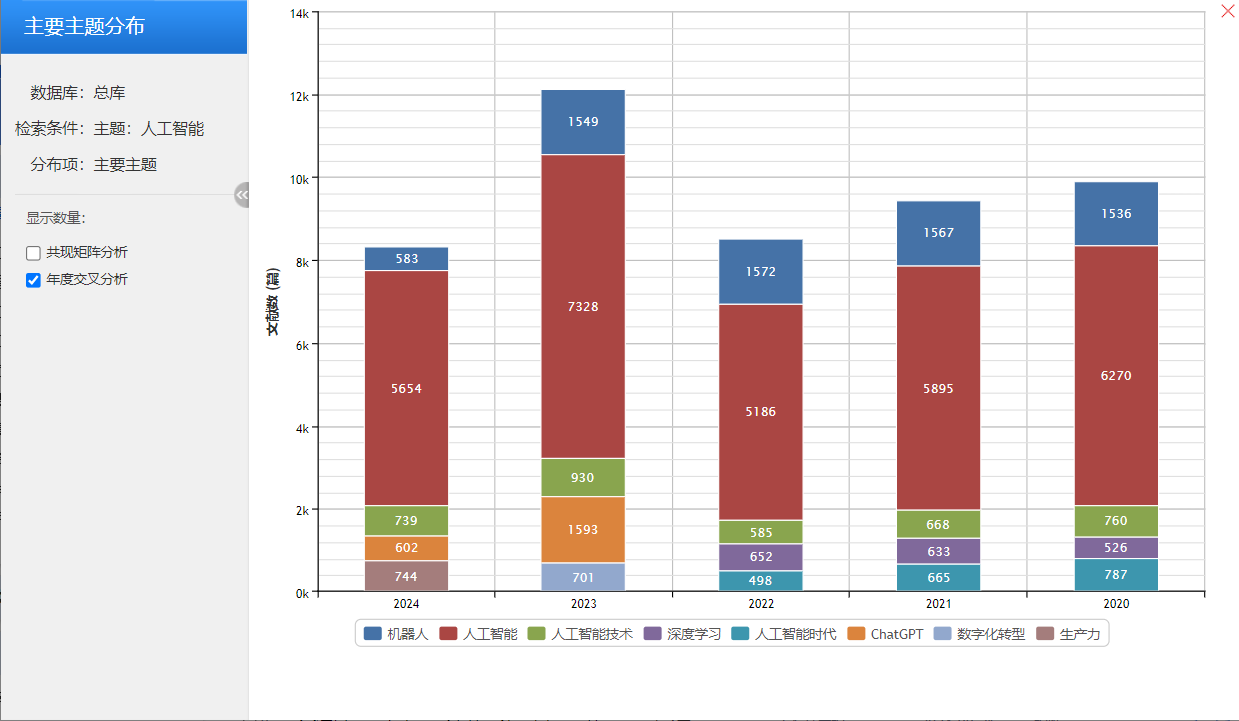 主要主题分布
数据库：总库
检索条件：主题：人工智能
分布项：主要主题
显示数量：
共现矩阵分析
年度交叉分析
文献数 (篇)
14k
12k
10k
8k
6k
4k
2k
0k
583
5654
739
602
744
1549
7328
930
1593
701
1572
5186
585
652
498
1567
5895
668
633
665
1536
6270
760
526
787
2024 2023 2022 2021 2020
机器人 人工智能 人工智能技术 深度学习 人工智能时代 ChatGPT 数字化转型 生产力